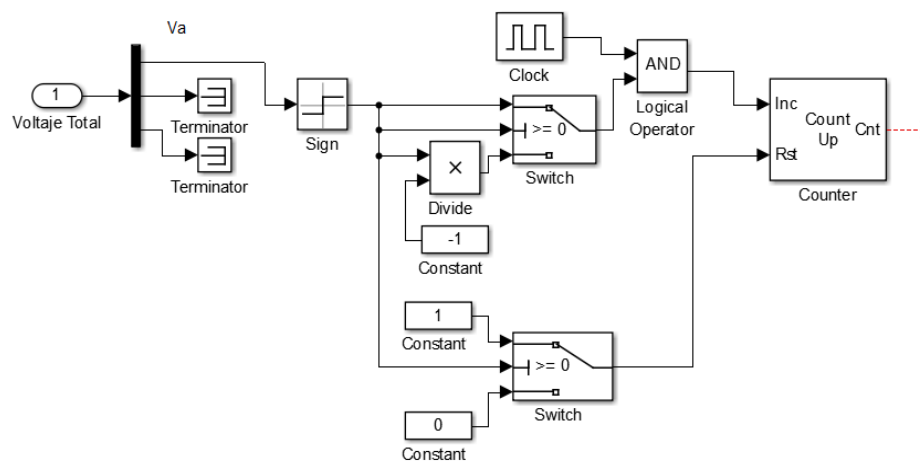 Va
1
Voltaje Total
Terminator
Terminator
Sign
Clock
AND
Logical
Operator
>= 0
Switch
×
Divide
-1
Constant
Inc
Count
Up
Cnt
Rst
Counter
1
Constant
>= 0
Switch
0
Constant